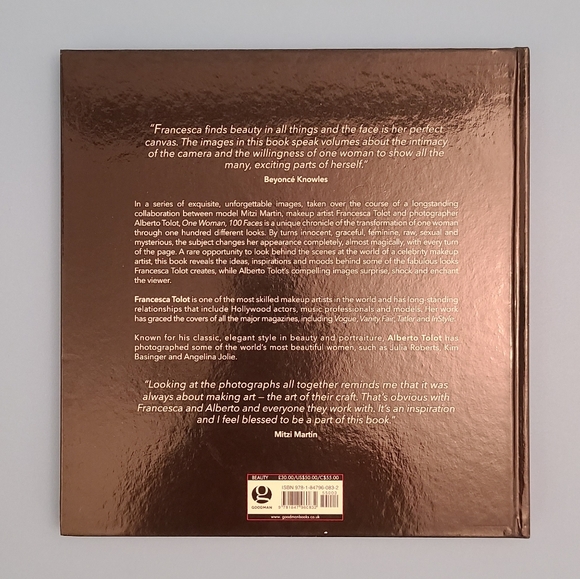 "Francesca finds beauty in all things and the face is her perfect
canvas. The images in this book speak volumes about the intimacy
of the camera and the willingness of one woman to show all the
many, exciting parts of herself."
Beyoncé Knowles
In a series of exquisite, unforgettable images, taken over the course of a longstanding
collaboration between model Mitzi Martin, makeup artist Francesca Tolot and photographer
Alberto Tolot, One Woman, 100 Faces is a unique chronicle of the transformation of one woman
through one hundred different looks. By turns innocent, graceful, feminine, raw, sexual and
mysterious, the subject changes her appearance completely, almost magically, with every turn
of the page. A rare opportunity to look behind the scenes at the world of a celebrity makeup
artist, this book reveals the ideas, inspirations and moods behind some of the fabulous looks
Francesca Tolot creates, while Alberto Tolot's compelling images surprise, shock and enchant
the viewer.
Francesca Tolot is one of the most skilled makeup artists in the world and has long-standing
relationships that include Hollywood actors, music professionals and models. Her work
has graced the covers of all the major magazines, including Vogue, Vanity Fair, Tatler and InStyle.
Known for his classic, elegant style in beauty and portraiture, Alberto Tolot has
photographed some of the world's most beautiful women, such as Julia Roberts, Kim
Basinger and Angelina Jolie.
"Looking at the photographs all together reminds me that it was
always about making art – the art of their craft. That's obvious with
Francesca and Alberto and everyone they work with. It's an inspiration
and I feel blessed to be a part of this book."
Mitzi Martin
BEAUTY £30.00/US$50.00/C$55.00
ISBN 978-1-84796-083-2
GOODMAN
www.goodmanbooks.co.uk